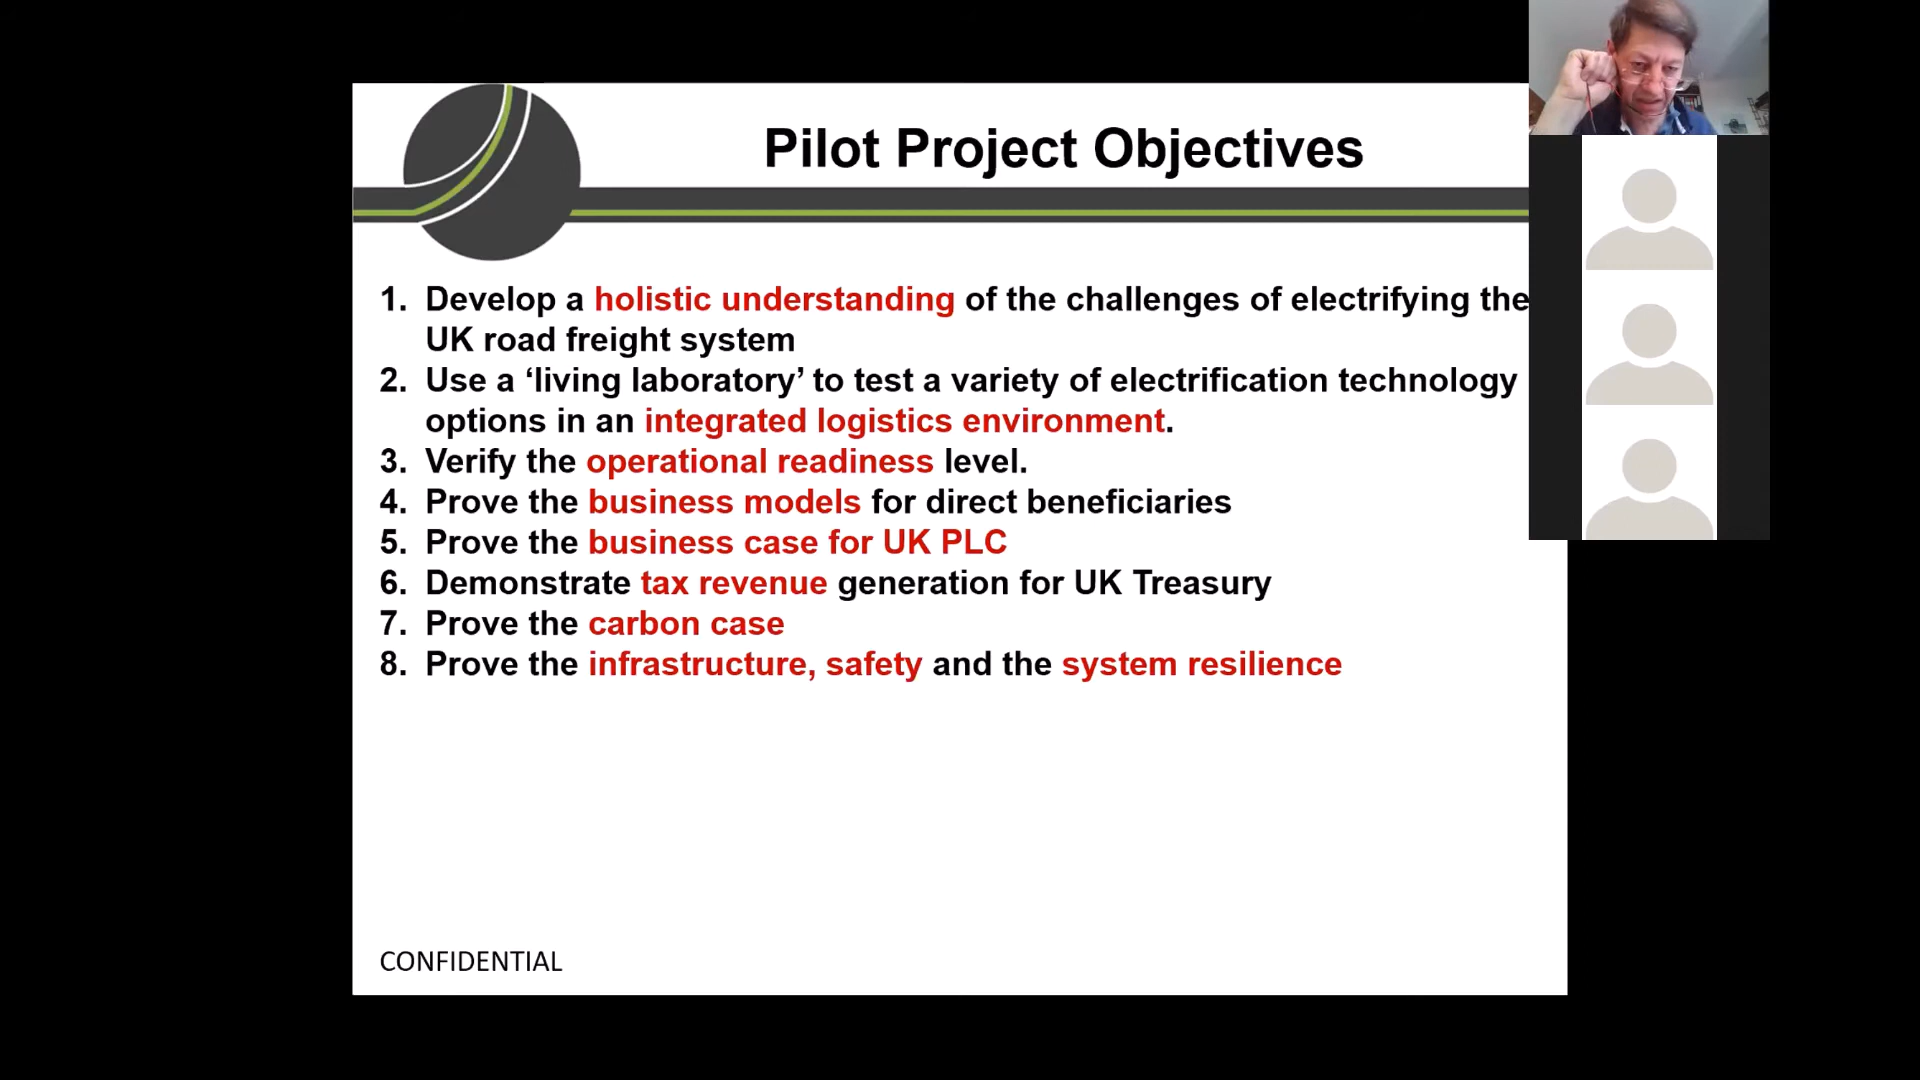 Pilot Project Objectives
1. Develop a holistic understanding of the challenges of electrifying the
UK road freight system
2. Use a ‘living laboratory’ to test a variety of electrification technology
options in an integrated logistics environment.
3. Verify the operational readiness level.
4. Prove the business models for direct beneficiaries
5. Prove the business case for UK PLC
6. Demonstrate tax revenue generation for UK Treasury
7. Prove the carbon case
8. Prove the infrastructure, safety and the system resilience
CONFIDENTIAL